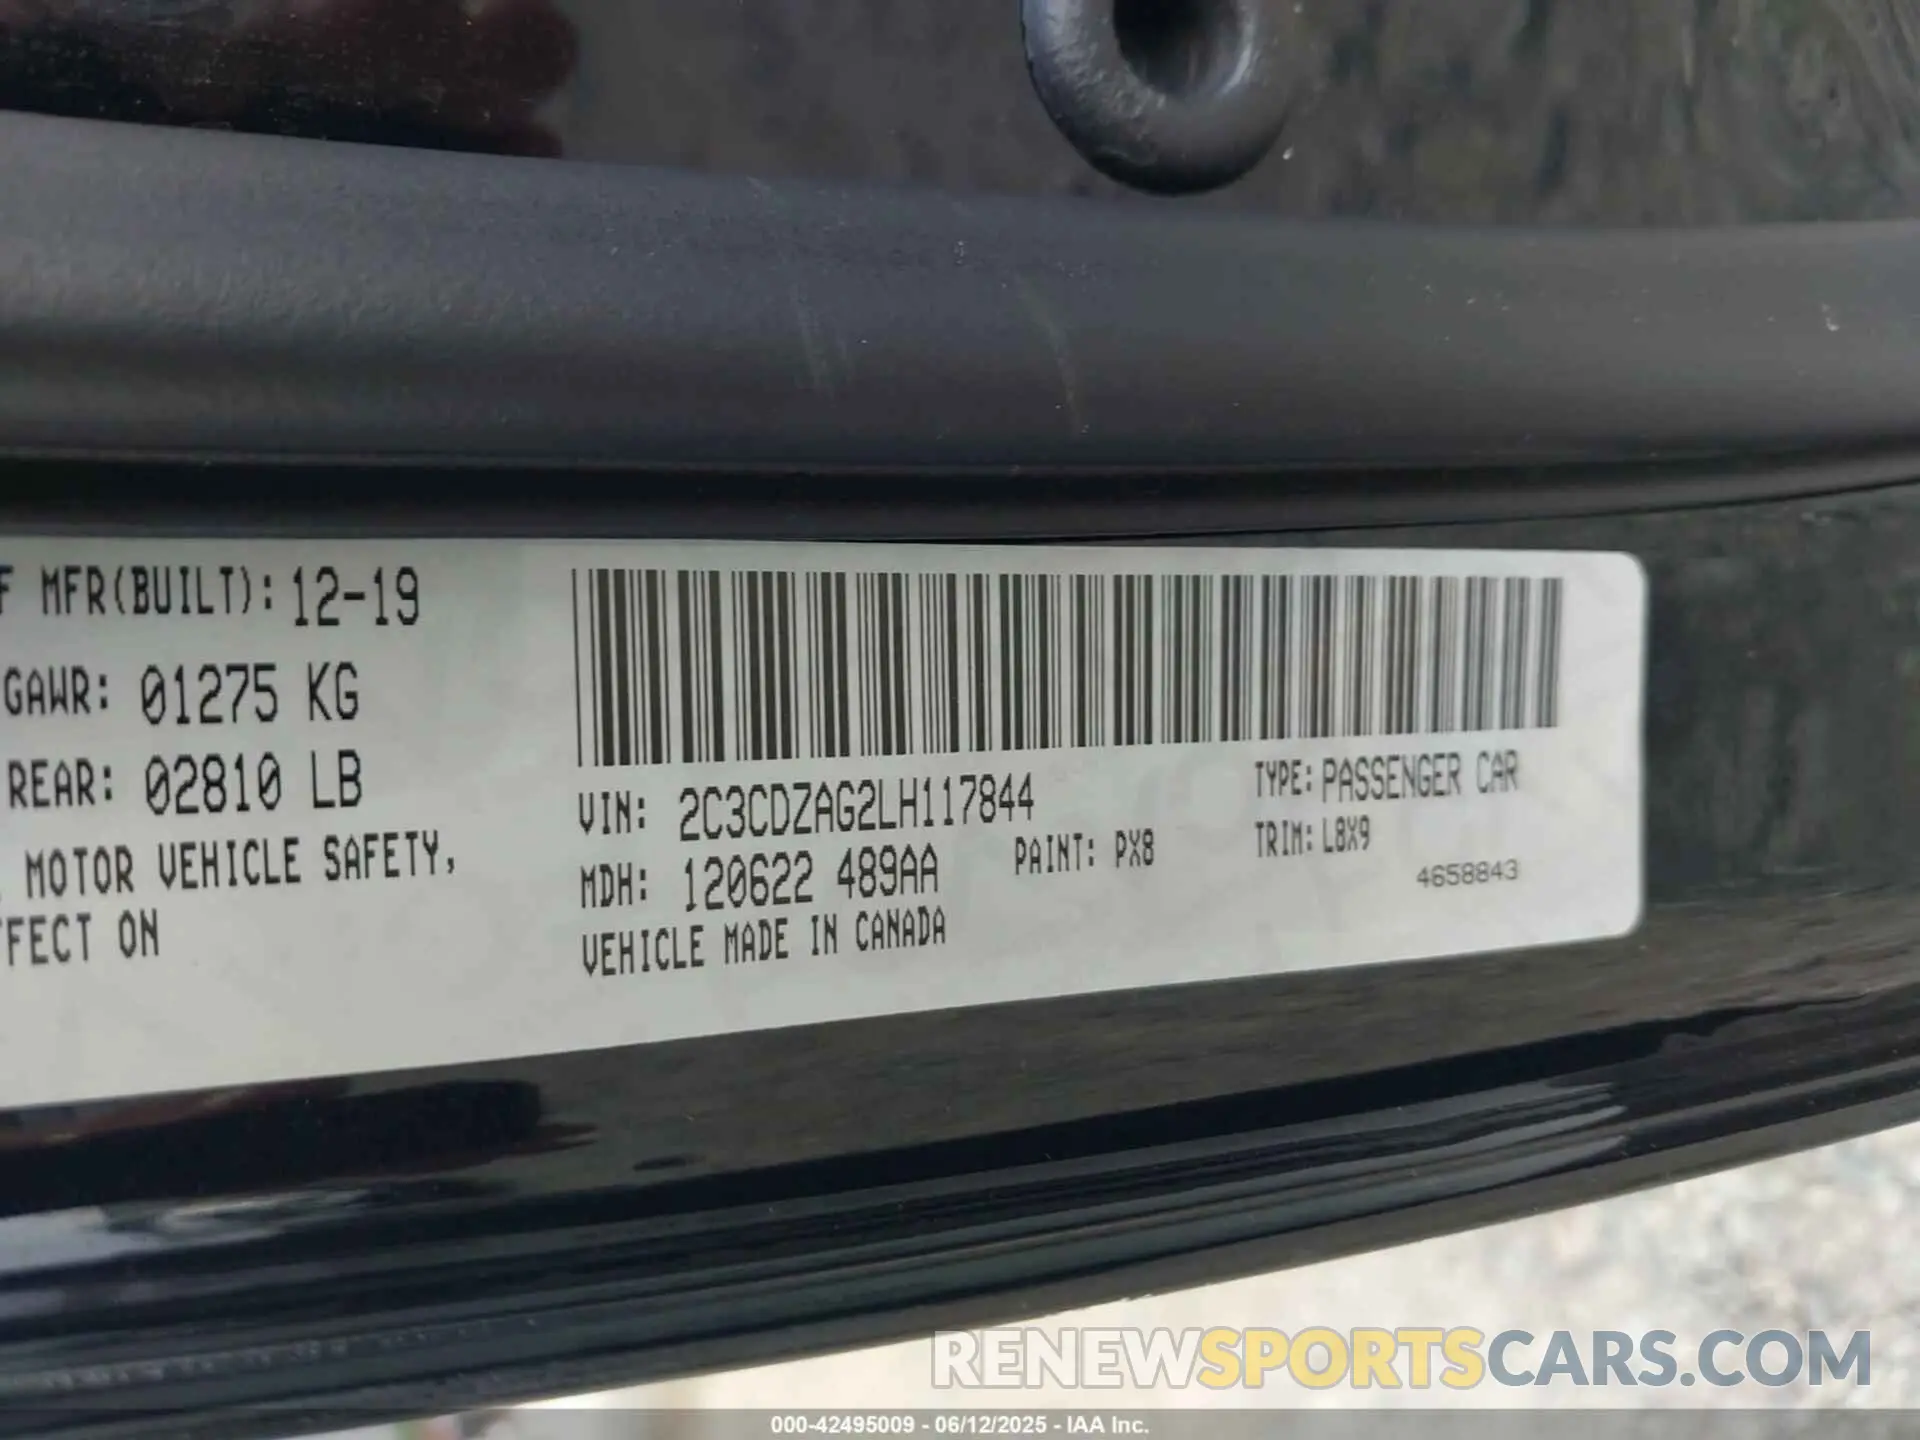 F MFR(BUILT): 12-19
GAWR: 01275 KG
REAR: 02810 LB
MOTOR VEHICLE SAFETY,
FFECT ON
VIN: 2C3CDZAG2LH117844
TYPE: PASSENGER CAR
MDH: 120622 489AA
PAINT: PX8
TRIM: L8X9
VEHICLE MADE IN CANADA
4658843
RENEWSPORTSCARS.COM
000-42495009 - 06/12/2025 - IAA Inc.